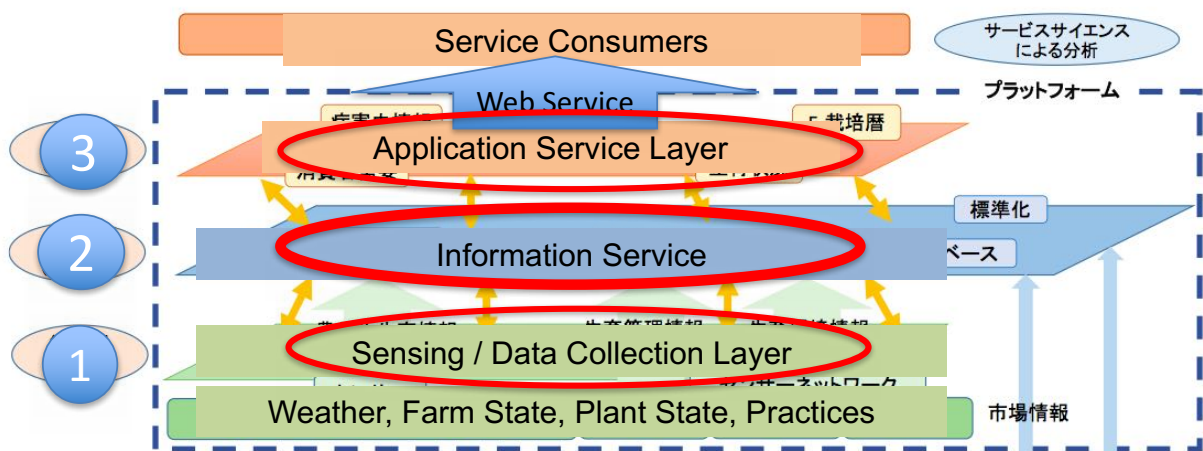 Service Consumers
サービスサイエンス
による分析
プラットフォーム
Web Service
栽培暦
3
Application Service Layer
標準化
2
Information Service
ベース
1
Sensing / Data Collection Layer
Weather, Farm State, Plant State, Practices
市場情報